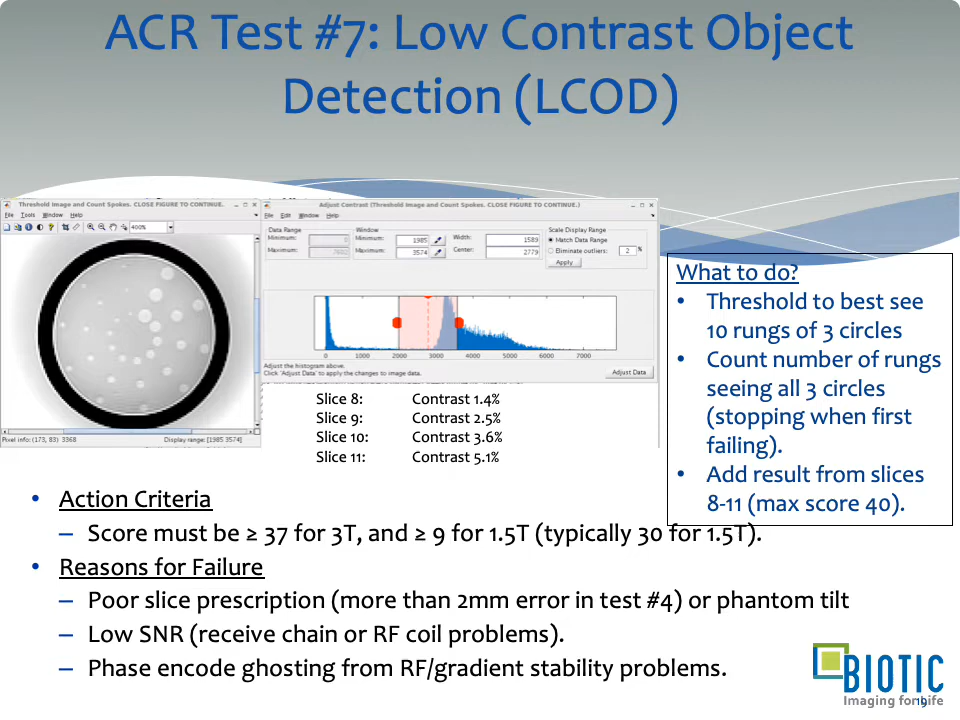 ACR Test #7: Low Contrast Object
Detection (LCOD)
Threshold Image and Count Spokes. CLOSE FIGURE TO CONTINUE.
File Tools Window Help
400%
Pixel info: (173, 83) 3368
Display range: [1985 3574]
Adjust Contrast (Threshold Image and Count Spokes. CLOSE FIGURE TO CONTINUE.)
File Edit Window Help
Data Range
Minimum: 0
Maximum:
Window
Minimum: 1985
Maximum: 3574
Width: 1589
Center: 2779
Scale Display Range
Match Data Range
Eliminate outliers: 2 %
Apply
0 1000 2000 3000 4000 5000 6000 7000
Adjust the histogram above.
Click 'Adjust Data' to apply the changes to image data.
Adjust Data
Slice 8: Contrast 1.4%
Slice 9: Contrast 2.5%
Slice 10: Contrast 3.6%
Slice 11: Contrast 5.1%
What to do?
• Threshold to best see
10 rungs of 3 circles
• Count number of rungs
seeing all 3 circles
(stopping when first
failing).
• Add result from slices
8-11 (max score 40).
• Action Criteria
– Score must be ≥ 37 for 3T, and ≥ 9 for 1.5T (typically 30 for 1.5T).
• Reasons for Failure
– Poor slice prescription (more than 2mm error in test #4) or phantom tilt
– Low SNR (receive chain or RF coil problems).
– Phase encode ghosting from RF/gradient stability problems.
BIOTIC
Imaging for life
19